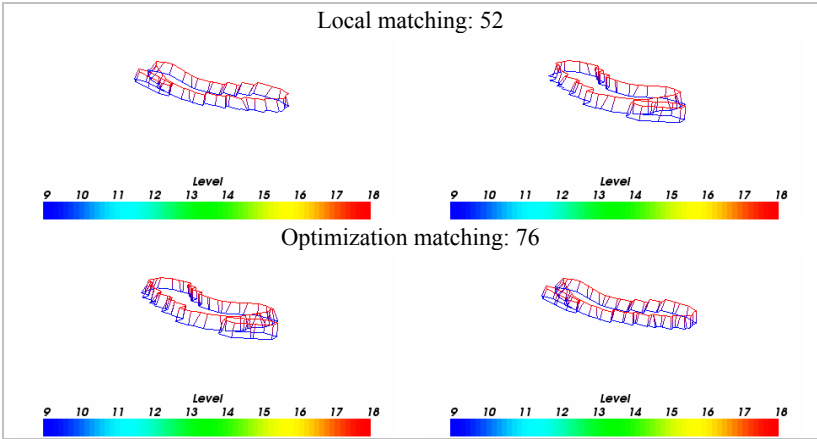 Local matching: 52
Level Level
9 10 11 12 13 14 15 16 17 18 9 10 11 12 13 14 15 16 17 18
Optimization matching: 76
Level Level
9 10 11 12 13 14 15 16 17 18 9 10 11 12 13 14 15 16 17 18